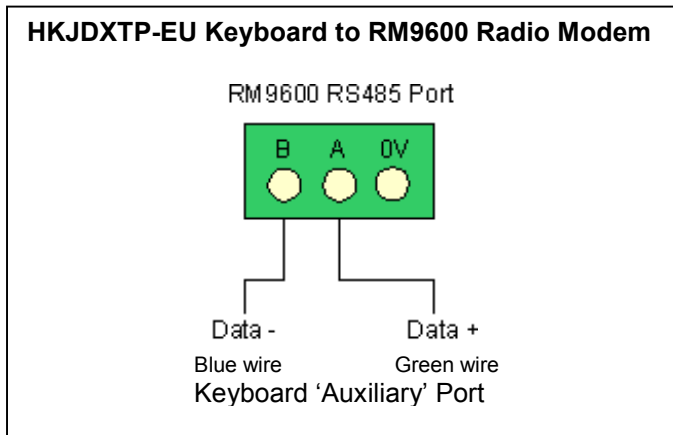 HKJDXTP-EU Keyboard to RM9600 Radio Modem
RM9600 RS485 Port
B A 0V
Data - Data +
Blue wire Green wire
Keyboard ‘Auxiliary’ Port